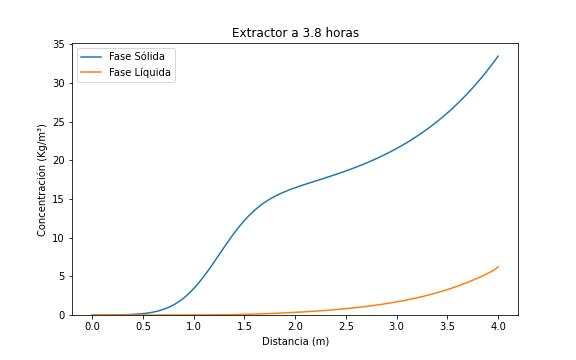 Extractor a 3.8 horas
Fase Sólida
Fase Líquida
Concentración (Kg/m³)
35
30
25
20
15
10
5
0
0.0 0.5 1.0 1.5 2.0 2.5 3.0 3.5 4.0
Distancia (m)